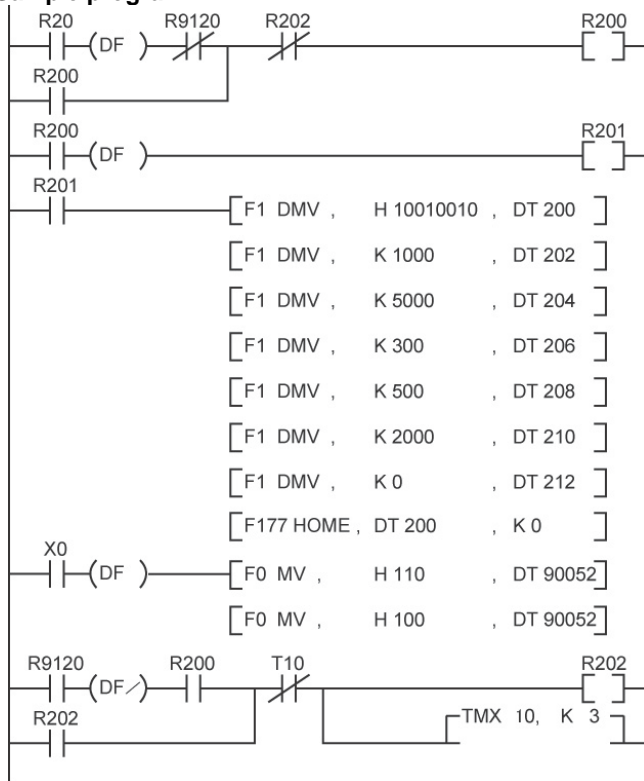 R20 R9120 R202 R200
(DF )
R200
R200 R201
(DF )
R201
[F1 DMV , H 10010010 , DT 200 ]
[F1 DMV , K 1000 , DT 202 ]
[F1 DMV , K 5000 , DT 204 ]
[F1 DMV , K 300 , DT 206 ]
[F1 DMV , K 500 , DT 208 ]
[F1 DMV , K 2000 , DT 210 ]
[F1 DMV , K 0 , DT 212 ]
[F177 HOME , DT 200 , K 0 ]
X0
(DF ) [F0 MV , H 110 , DT 90052]
[F0 MV , H 100 , DT 90052]
R9120 R200 T10 R202
(DF/)
R202
TMX 10, K 3